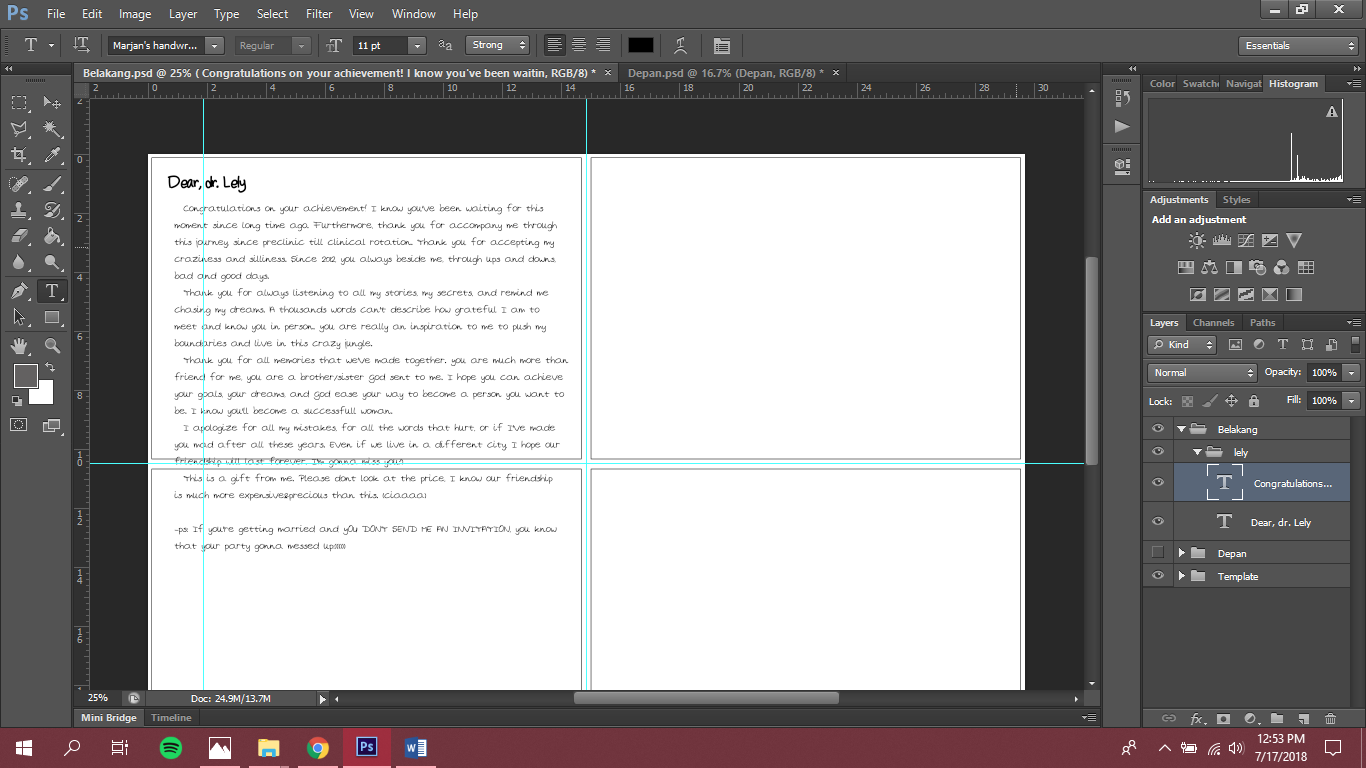 Ps File Edit Image Layer Type Select Filter View Window Help
T Marjan's handwr... Regular 11 pt aa Strong Essentials
Belakang.psd @ 25% ( Congratulations on your achievement! I know you've been waitin, RGB/8) * × Depan.psd @ 16.7% (Depan, RGB/8) * ×
2 0 2 4 6 8 10 12 14 16 18 20 22 24 26 28 30
Color Swatche Navigat Histogram
Dear, dr. Lely
Congratulations on your achievement! I know you've been waiting for this
moment since long time ago. Furthermore, thank you for accompany me through
this journey, since preclinic till clinical rotation. Thank you for accepting my
craziness and silliness. Since 2012 you always beside me, through ups and downs,
bad and good days.
Thank you for always listening to all my stories, my secrets, and remind me
chasing my dreams. A thousands words can't describe how grateful I am to
meet and know you in person, you are really an inspiration to me to push my
boundaries and live in this crazy jungle.
Thank you for all memories that we've made together, you are much more than
friend for me, you are a brother/sister God sent to me. I hope you can achieve
your goals, your dreams, and God ease your way to become a person you want to
be. I know you'll become a successfull woman.
I apologize for all my mistakes, for all the words that hurt, or if I've made
you mad after all these years. Even if we live in a different city, I hope our
friendship will last forever. I'm gonna miss you!!
This is a gift from me. Please dont look at the price, I know our friendship
is much more expensive&precious than this.
-ps: If you're getting married and yOU DON'T SEND ME AN INVITATION, you know
that your party gonna messed up
0
2
4
6
8
10
12
14
16
Adjustments Styles
Add an adjustment
Layers Channels Paths
Kind
Normal Opacity: 100%
Lock: Fill: 100%
Belakang
lely
T Congratulations...
T Dear, dr. Lely
Depan
Template
fx
25% Doc: 24.9M/13.7M
Mini Bridge Timeline
Ps W
12:53 PM
7/17/2018